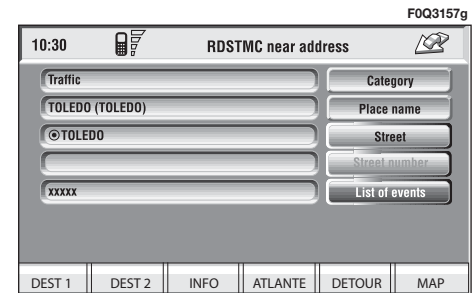 F0Q3157g
10:30 RDSTMC near address
Traffic Category
TOLEDO (TOLEDO) Place name
TOLEDO Street
Street number
xxxxx List of events
DEST 1 DEST 2 INFO ATLANTE DETOUR MAP